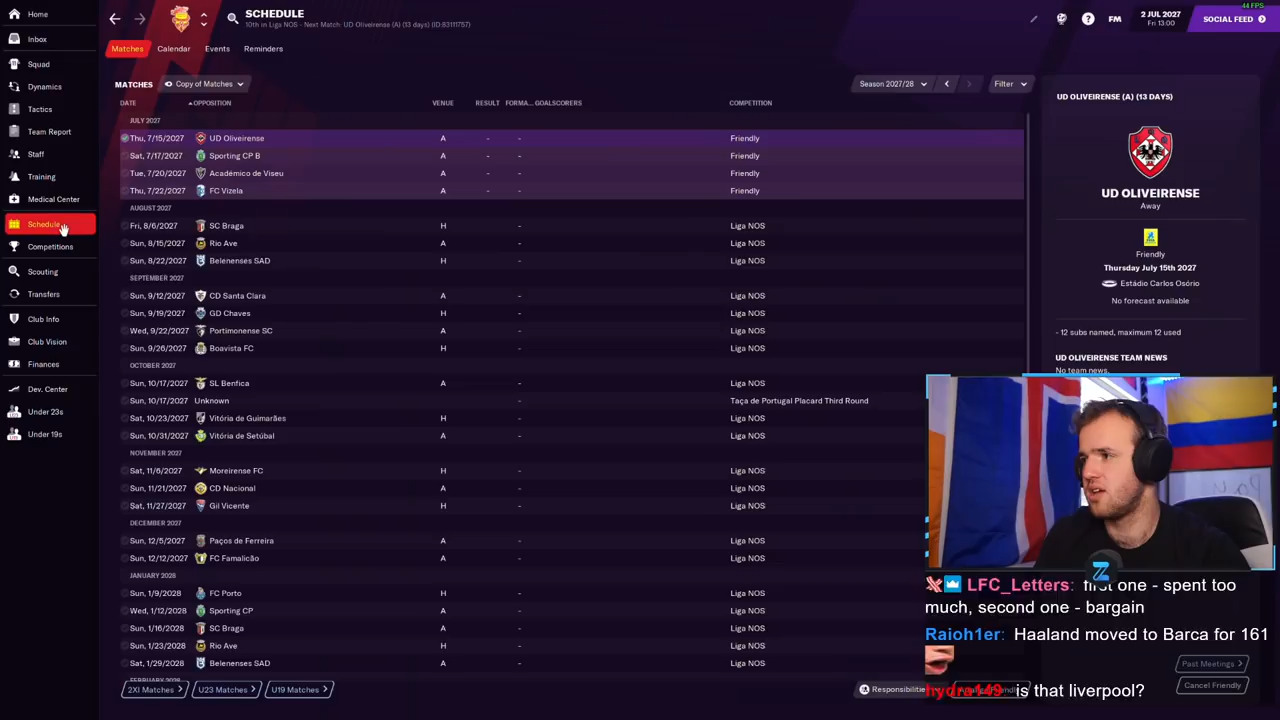 44 FPS
Home
SCHEDULE
10th in Liga NOS - Next Match: UD Oliveirense (A) (13 days) (ID:83111757)
FM
2 JUL 2027
Fri 13:00
SOCIAL FEED
Inbox
Matches
Calendar
Events
Reminders
Squad
Dynamics
Tactics
Team Report
Staff
Training
Medical Center
Schedule
Competitions
Scouting
Transfers
Club Info
Club Vision
Finances
Dev. Center
Under 23s
Under 19s
MATCHES
Copy of Matches
Season 2027/28
Filter
DATE OPPOSITION VENUE RESULT FORMA... GOALSCORERS COMPETITION
JULY 2027
Thu, 7/15/2027 UD Oliveirense A - - Friendly
Sat, 7/17/2027 Sporting CP B A - - Friendly
Tue, 7/20/2027 Académico de Viseu A - - Friendly
Thu, 7/22/2027 FC Vizela A - - Friendly
AUGUST 2027
Fri, 8/6/2027 SC Braga H - Liga NOS
Sun, 8/15/2027 Rio Ave A - Liga NOS
Sun, 8/22/2027 Belenenses SAD H - Liga NOS
SEPTEMBER 2027
Sun, 9/12/2027 CD Santa Clara A - Liga NOS
Sun, 9/19/2027 GD Chaves H - Liga NOS
Wed, 9/22/2027 Portimonense SC A - Liga NOS
Sun, 9/26/2027 Boavista FC H - Liga NOS
OCTOBER 2027
Sun, 10/17/2027 SL Benfica A - Liga NOS
Sun, 10/17/2027 Unknown - Taça de Portugal Placard Third Round
Sat, 10/23/2027 Vitória de Guimarães H - Liga NOS
Sun, 10/31/2027 Vitória de Setúbal A - Liga NOS
NOVEMBER 2027
Sat, 11/6/2027 Moreirense FC H - Liga NOS
Sun, 11/21/2027 CD Nacional A - Liga NOS
Sat, 11/27/2027 Gil Vicente H - Liga NOS
DECEMBER 2027
Sun, 12/5/2027 Paços de Ferreira A - Liga NOS
Sun, 12/12/2027 FC Famalicão A - Liga NOS
JANUARY 2028
Sun, 1/9/2028 FC Porto H - Liga NOS
Wed, 1/12/2028 Sporting CP A - Liga NOS
Sun, 1/16/2028 SC Braga A - Liga NOS
Sun, 1/23/2028 Rio Ave H - Liga NOS
Sat, 1/29/2028 Belenenses SAD A - Liga NOS
2XI Matches
U23 Matches
U19 Matches
Responsibilities
UD OLIVEIRENSE (A) (13 DAYS)
UD OLIVEIRENSE
Away
Friendly
Thursday July 15th 2027
Estádio Carlos Osório
No forecast available
- 12 subs named, maximum 12 used
UD OLIVEIRENSE TEAM NEWS
No team news.
LFC_Letters: first one - spent too
much, second one - bargain
Raioh1er: Haaland moved to Barca for 161
Past Meetings
Cancel Friendly
hydra149: is that liverpool?